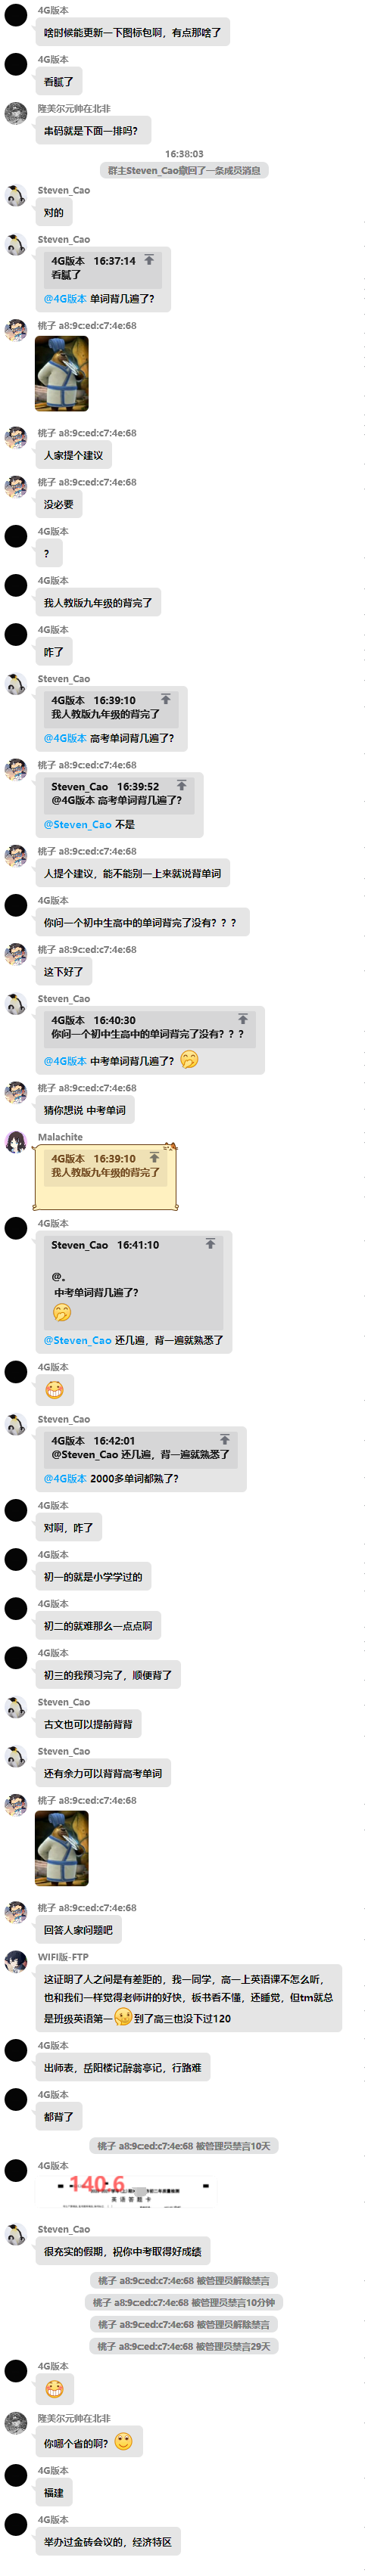 4G版本
啥时候能更新一下图标包啊，有点那啥了
4G版本
看腻了
隆美尔元帅在北非
串码就是下面一排吗？
16:38:03
群主Steven_Cao撤回了一条成员消息
Steven_Cao
对的
Steven_Cao
4G版本 16:37:14
看腻了
@4G版本 单词背几遍了？
桃子 a8:9c:ed:c7:4e:68
桃子 a8:9c:ed:c7:4e:68
人家提个建议
桃子 a8:9c:ed:c7:4e:68
没必要
4G版本
？
4G版本
我人教版九年级的背完了
4G版本
咋了
Steven_Cao
4G版本 16:39:10
我人教版九年级的背完了
@4G版本 高考单词背几遍了？
桃子 a8:9c:ed:c7:4e:68
Steven_Cao 16:39:52
@4G版本 高考单词背几遍了？
@Steven_Cao 不是
桃子 a8:9c:ed:c7:4e:68
人提个建议，能不能别一上来就说背单词
4G版本
你问一个初中生高中的单词背完了没有？？？
桃子 a8:9c:ed:c7:4e:68
这下好了
Steven_Cao
4G版本 16:40:30
你问一个初中生高中的单词背完了没有？？？
@4G版本 中考单词背几遍了？
桃子 a8:9c:ed:c7:4e:68
猜你想说 中考单词
Malachite
4G版本 16:39:10
我人教版九年级的背完了
4G版本
Steven_Cao 16:41:10
@。
中考单词背几遍了？
@Steven_Cao 还几遍，背一遍就熟悉了
4G版本
Steven_Cao
4G版本 16:42:01
@Steven_Cao 还几遍，背一遍就熟悉了
@4G版本 2000多单词都熟了？
4G版本
对啊，咋了
4G版本
初一的就是小学学过的
4G版本
初二的就难那么一点点啊
4G版本
初三的我预习完了，顺便背了
Steven_Cao
古文也可以提前背背
Steven_Cao
还有余力可以背背高考单词
桃子 a8:9c:ed:c7:4e:68
桃子 a8:9c:ed:c7:4e:68
回答人家问题吧
WIFI版-FTP
这证明了人之间是有差距的，我一同学，高一上英语课不怎么听，
也和我们一样觉得老师讲的好快，板书看不懂，还睡觉，但tm就总
是班级英语第一 到了高三也没下过120
4G版本
出师表，岳阳楼记醉翁亭记，行路难
4G版本
都背了
桃子 a8:9c:ed:c7:4e:68 被管理员禁言10天
4G版本
140.6
英 语 答 题 卡
Steven_Cao
很充实的假期，祝你中考取得好成绩
桃子 a8:9c:ed:c7:4e:68 被管理员解除禁言
桃子 a8:9c:ed:c7:4e:68 被管理员禁言10分钟
桃子 a8:9c:ed:c7:4e:68 被管理员解除禁言
桃子 a8:9c:ed:c7:4e:68 被管理员禁言29天
4G版本
隆美尔元帅在北非
你哪个省的啊？
4G版本
福建
4G版本
举办过金砖会议的，经济特区